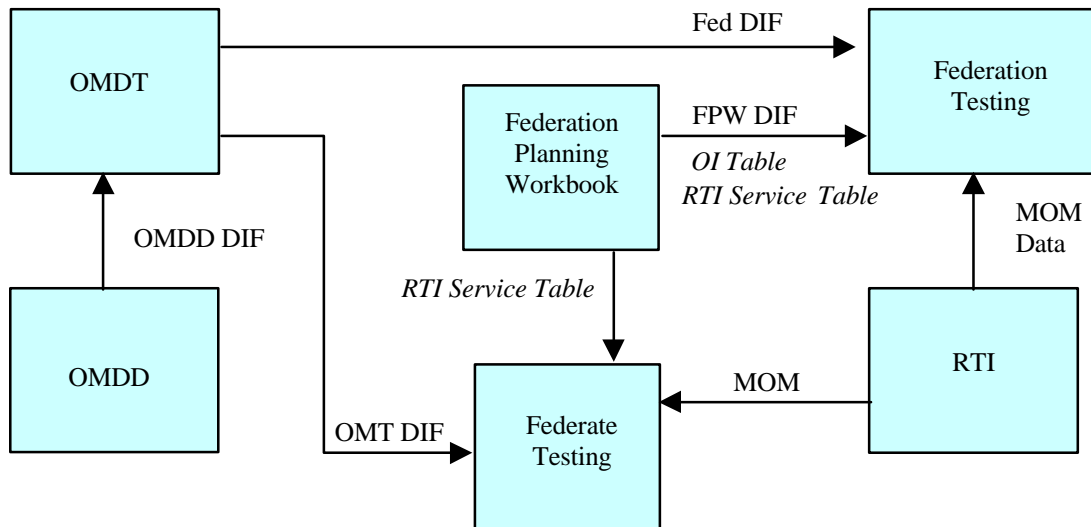 Fed DIF
OMDT
Federation
Testing
Federation
Planning
Workbook
FPW DIF
OI Table
RTI Service Table
MOM
Data
OMDD DIF
RTI Service Table
OMDD
RTI
MOM
Federate
Testing
OMT DIF